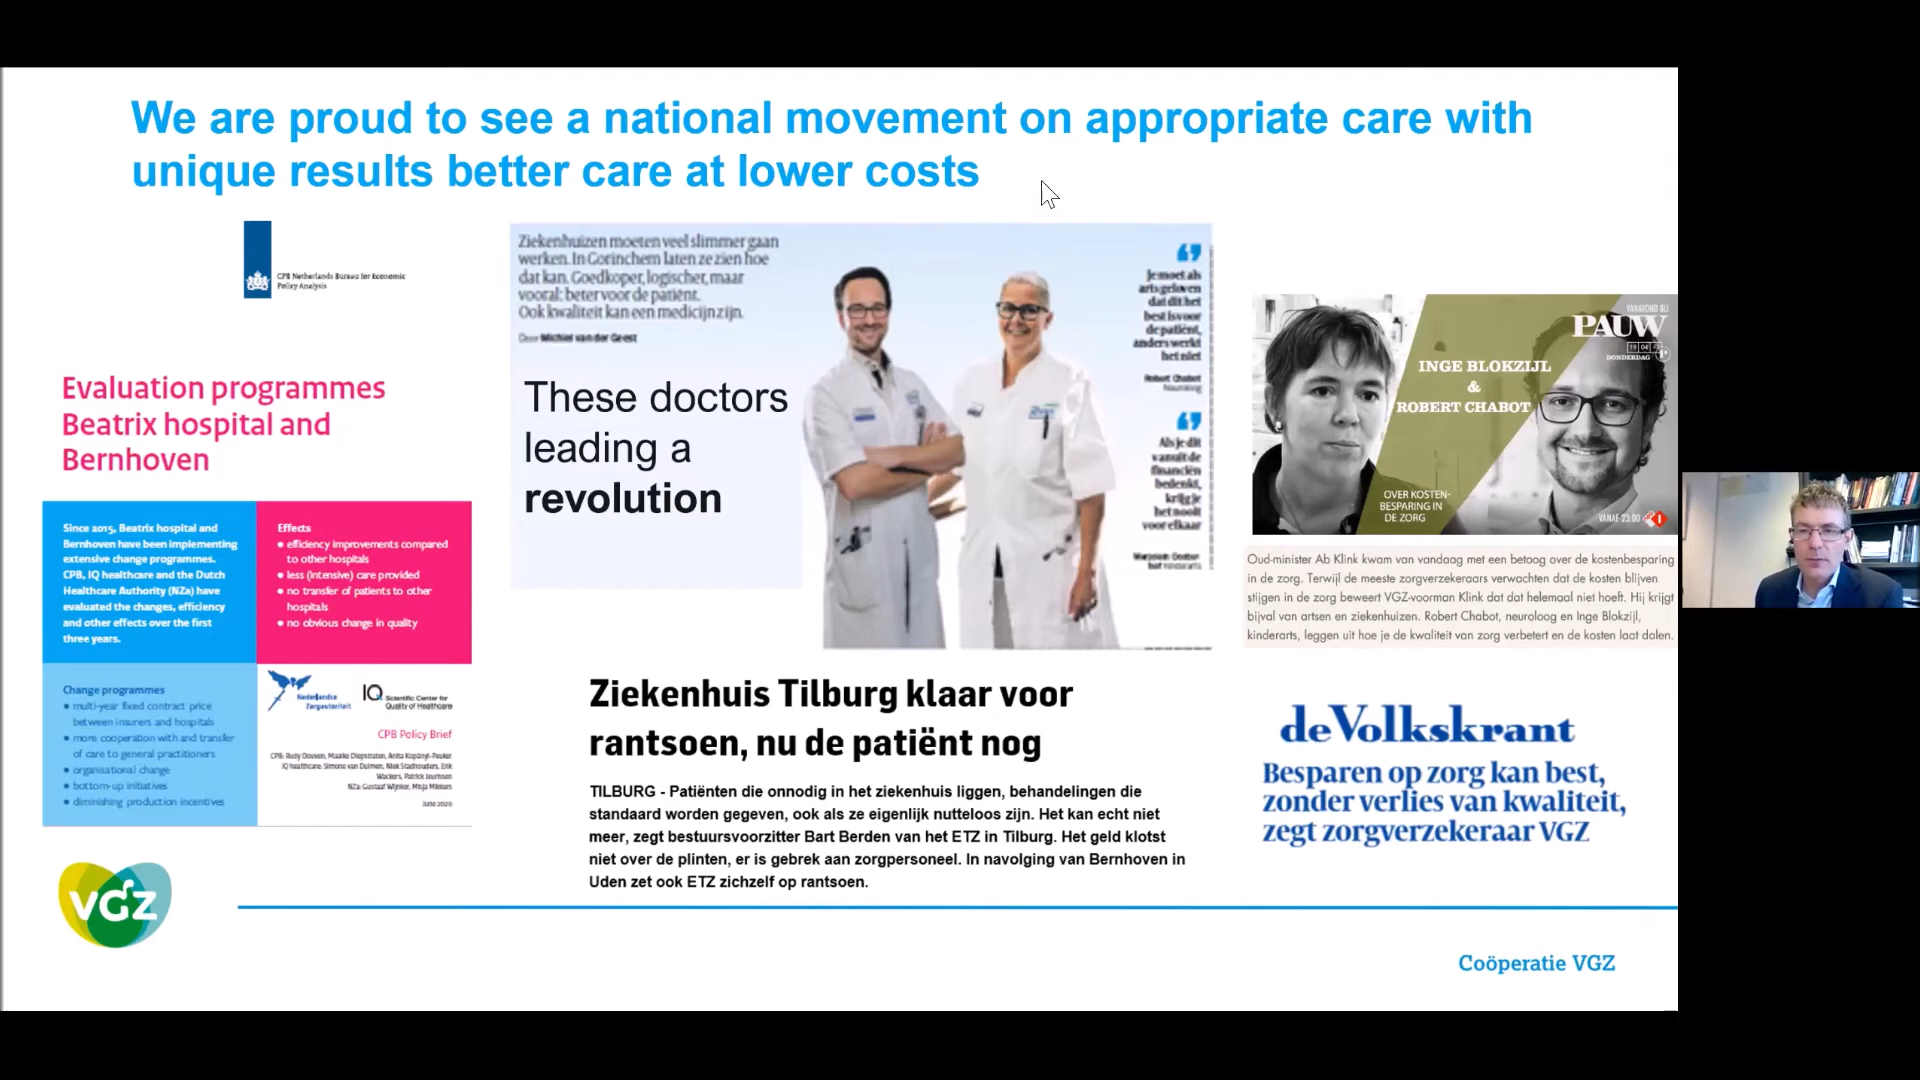 We are proud to see a national movement on appropriate care with
unique results better care at lower costs
CPB Netherlands Bureau for Economic
Policy Analysis
Evaluation programmes
Beatrix hospital and
Bernhoven
Since 2015, Beatrix hospital and
Bernhoven have been implementing
extensive change programmes.
CPB, IQ healthcare and the Dutch
Healthcare Authority (NZa) have
evaluated the changes, efficiency
and other effects over the first
three years.
Effects
• efficiency improvements compared
to other hospitals
• less (intensive) care provided
• no transfer of patients to other
hospitals
• no obvious change in quality
Change programmes
• multi-year fixed contract price
between insurers and hospitals
• more cooperation with and transfer
of care to general practitioners
• organisational change
• bottom-up initiatives
• diminishing production incentives
Nederlandse
Zorgautoriteit
IQ Scientific Center for
Quality of Healthcare
CPB Policy Brief
CPB: Rudy Douven, Maaike Diepstraten, Anita Kopányi-Peuker
IQ healthcare: Simone van Dulmen, Niek Stadhouders, Erik
Wackers, Patrick Jeurissen
NZa: Gustaaf Wijnker, Misja Mikkers
June 2020
Ziekenhuizen moeten veel slimmer gaan
werken. In Gorinchem laten ze zien hoe
dat kan. Goedkoper, logischer, maar
vooral: beter voor de patiënt.
Ook kwaliteit kan een medicijn zijn.
Door Michiel van der Geest
These doctors
leading a
revolution
Je moet als
arts geloven
dat dit het
best is voor
de patiënt,
anders werkt
het niet
Robert Chabot
Neuroloog
Als je dit
vanuit de
financiën
bedenkt,
krijg je
het nooit
voor elkaar
Ziekenhuis Tilburg klaar voor
rantsoen, nu de patiënt nog
TILBURG - Patiënten die onnodig in het ziekenhuis liggen, behandelingen die
standaard worden gegeven, ook als ze eigenlijk nutteloos zijn. Het kan echt niet
meer, zegt bestuursvoorzitter Bart Berden van het ETZ in Tilburg. Het geld klotst
niet over de plinten, er is gebrek aan zorgpersoneel. In navolging van Bernhoven in
Uden zet ook ETZ zichzelf op rantsoen.
VANAVOND BIJ
PAUW
19 04
DONDERDAG
INGE BLOKZIJL
&
ROBERT CHABOT
OVER KOSTEN-
BESPARING IN
DE ZORG
VANAF 23:00
1
Oud-minister Ab Klink kwam van vandaag met een betoog over de kostenbesparing
in de zorg. Terwijl de meeste zorgverzekeraars verwachten dat de kosten blijven
stijgen in de zorg beweert VGZ-voorman Klink dat dat helemaal niet hoeft. Hij krijgt
bijval van artsen en ziekenhuizen. Robert Chabot, neuroloog en Inge Blokzijl,
kinderarts, leggen uit hoe je de kwaliteit van zorg verbetert en de kosten laat dalen.
de Volkskrant
Besparen op zorg kan best,
zonder verlies van kwaliteit,
zegt zorgverzekeraar VGZ
VGZ
Coöperatie VGZ